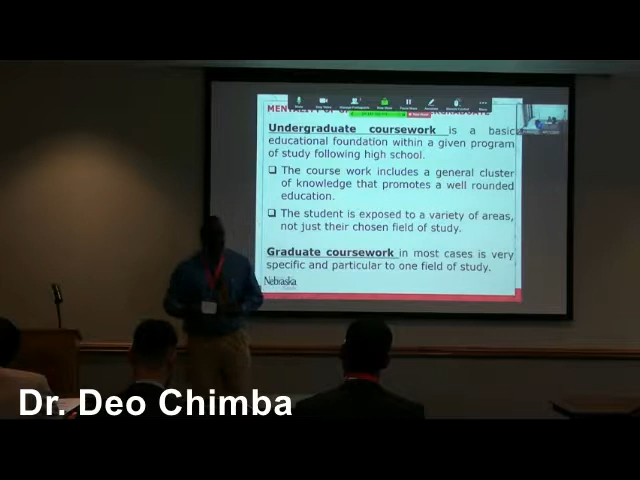 Undergraduate coursework is a basic
educational foundation within a given program
of study following high school.
❑ The course work includes a general cluster
of knowledge that promotes a well rounded
education.
❑ The student is exposed to a variety of areas,
not just their chosen field of study.
Graduate coursework in most cases is very
specific and particular to one field of study.
Nebraska
Dr. Deo Chimba